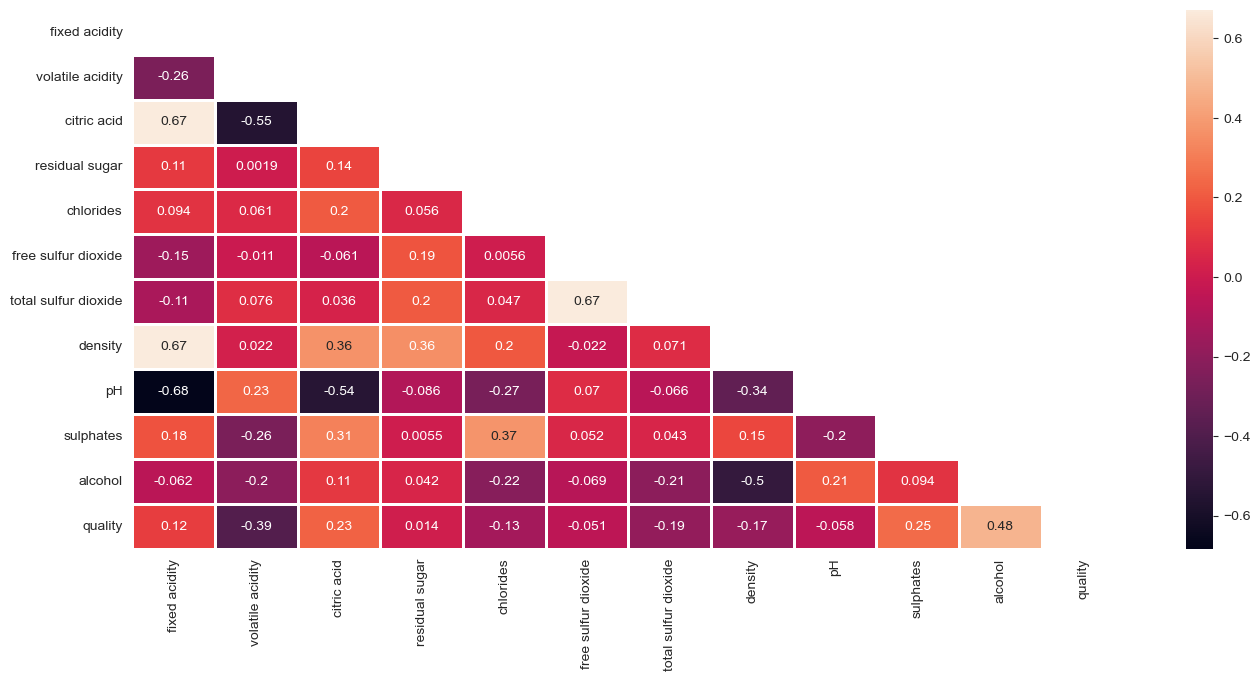 fixed acidity
volatile acidity -0.26
citric acid 0.67 -0.55
residual sugar 0.11 0.0019 0.14
chlorides 0.094 0.061 0.2 0.056
free sulfur dioxide -0.15 -0.011 -0.061 0.19 0.0056
total sulfur dioxide -0.11 0.076 0.036 0.2 0.047 0.67
density 0.67 0.022 0.36 0.36 0.2 -0.022 0.071
pH -0.68 0.23 -0.54 -0.086 -0.27 0.07 -0.066 -0.34
sulphates 0.18 -0.26 0.31 0.0055 0.37 0.052 0.043 0.15 -0.2
alcohol -0.062 -0.2 0.11 0.042 -0.22 -0.069 -0.21 -0.5 0.21 0.094
quality 0.12 -0.39 0.23 0.014 -0.13 -0.051 -0.19 -0.17 -0.058 0.25 0.48
fixed acidity
volatile acidity
citric acid
residual sugar
chlorides
free sulfur dioxide
total sulfur dioxide
density
pH
sulphates
alcohol
quality
0.6
0.4
0.2
0.0
−0.2
−0.4
−0.6